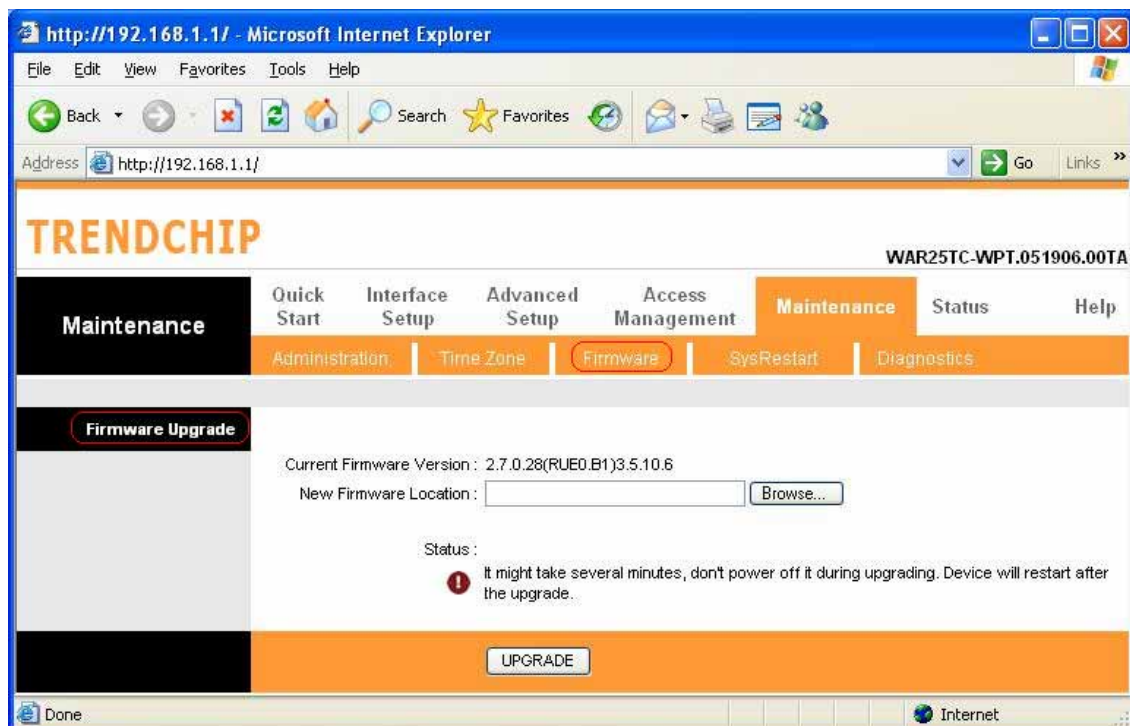 http://192.168.1.1/ - Microsoft Internet Explorer
File Edit View Favorites Tools Help
Back Search Favorites
Address http://192.168.1.1/ Go Links »
TRENDCHIP
WAR25TC-WPT.051906.00TA
Maintenance
Quick Start
Interface Setup
Advanced Setup
Access Management
Maintenance
Status
Help
Administration Time Zone Firmware SysRestart Diagnostics
Firmware Upgrade
Current Firmware Version : 2.7.0.28(RUE0.B1)3.5.10.6
New Firmware Location : Browse...
Status :
It might take several minutes, don't power off it during upgrading. Device will restart after
the upgrade.
UPGRADE
Done Internet